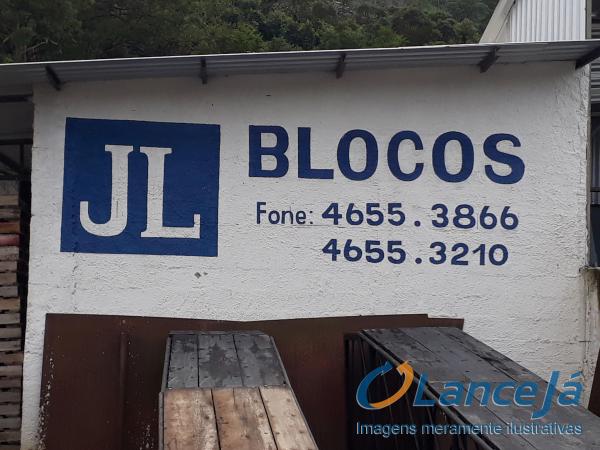 JL
BLOCOS
Fone: 4655.3866
4655.3210
LanceJá
Imagens meramente ilustrativas